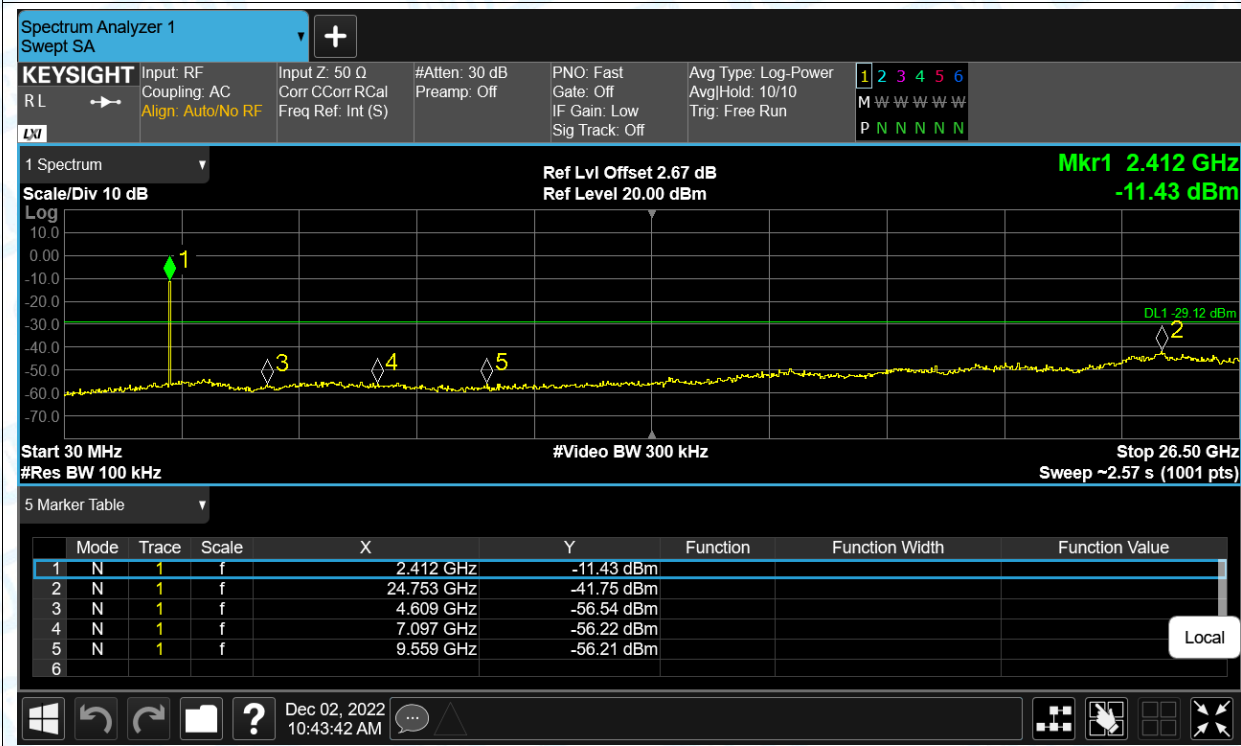 Spectrum Analyzer 1
Swept SA
KEYSIGHT Input: RF Input Z: 50 Ω #Atten: 30 dB PNO: Fast Avg Type: Log-Power 1 2 3 4 5 6
R L Coupling: AC Corr CCorr RCal Preamp: Off Gate: Off Avg|Hold: 10/10 M W W W W W W
Align: Auto/No RF Freq Ref: Int (S) IF Gain: Low Trig: Free Run
LXI Sig Track: Off P N N N N N
1 Spectrum Ref Lvl Offset 2.67 dB Mkr1 2.412 GHz
Scale/Div 10 dB Ref Level 20.00 dBm -11.43 dBm
Log
10.0
0.00 1
-10.0
-20.0
-30.0 DL1 -29.12 dBm
2
-40.0
3 4 5
-50.0
-60.0
-70.0
Start 30 MHz #Video BW 300 kHz Stop 26.50 GHz
#Res BW 100 kHz Sweep ~2.57 s (1001 pts)
5 Marker Table
Mode Trace Scale X Y Function Function Width Function Value
1 N 1 f 2.412 GHz -11.43 dBm
2 N 1 f 24.753 GHz -41.75 dBm
3 N 1 f 4.609 GHz -56.54 dBm
4 N 1 f 7.097 GHz -56.22 dBm
5 N 1 f 9.559 GHz -56.21 dBm
6
Local
? Dec 02, 2022
10:43:42 AM